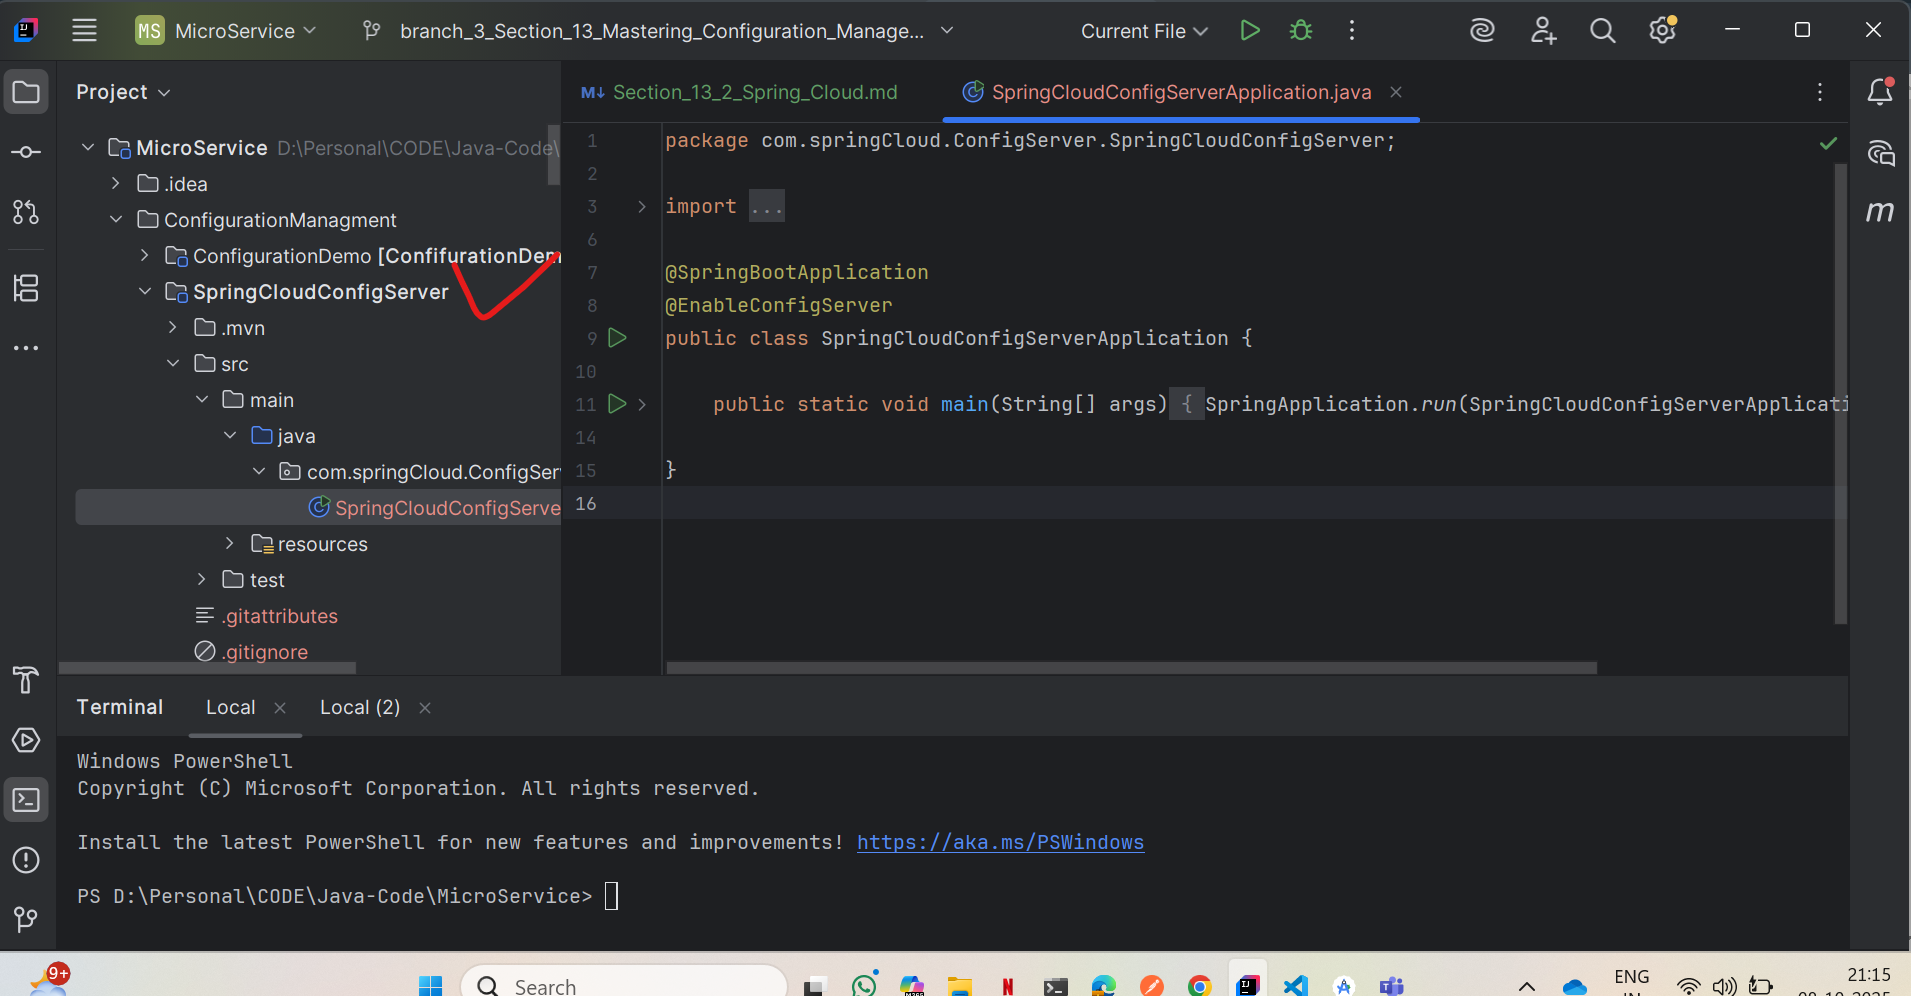 MS MicroService branch_3_Section_13_Mastering_Configuration_Manage... Current File
Project
Section_13_2_Spring_Cloud.md SpringCloudConfigServerApplication.java
MicroService D:\Personal\CODE\Java-Code\
.idea
ConfigurationManagment
ConfigurationDemo [ConfifurationDem
SpringCloudConfigServer
.mvn
src
main
java
com.springCloud.ConfigSer
SpringCloudConfigServe
resources
test
.gitattributes
.gitignore
1 package com.springCloud.ConfigServer.SpringCloudConfigServer;
2
3 import ...
6
7 @SpringBootApplication
8 @EnableConfigServer
9 public class SpringCloudConfigServerApplication {
10
11 public static void main(String[] args) { SpringApplication.run(SpringCloudConfigServerApplicati
14
15 }
16
m
Terminal Local Local (2)
Windows PowerShell
Copyright (C) Microsoft Corporation. All rights reserved.
Install the latest PowerShell for new features and improvements! https://aka.ms/PSWindows
PS D:\Personal\CODE\Java-Code\MicroService>
9+
Search
ENG
21:15